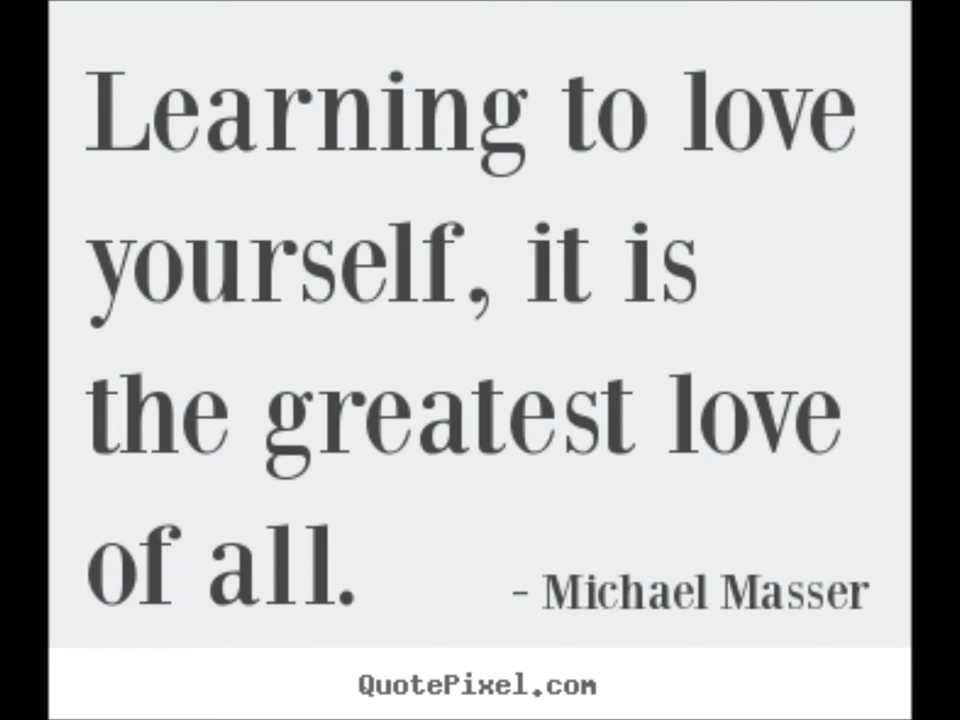 Learning to love
yourself, it is
the greatest love
of all.
- Michael Masser
QuotePixel.com